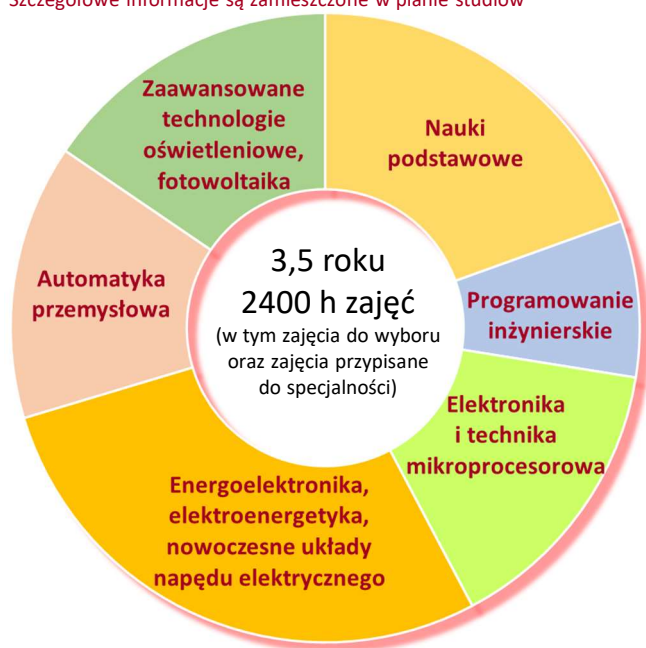 Szczegółowe informacje są zamieszczone w planie studiów
Zaawansowane
technologie
oświetleniowe,
fotowoltaika
Nauki
podstawowe
Automatyka
przemysłowa
3,5 roku
2400 h zajęć
(w tym zajęcia do wyboru
oraz zajęcia przypisane
do specjalności)
Programowanie
inżynierskie
Elektronika
i technika
mikroprocesorowa
Energoelektronika,
elektroenergetyka,
nowoczesne układy
napędu elektrycznego